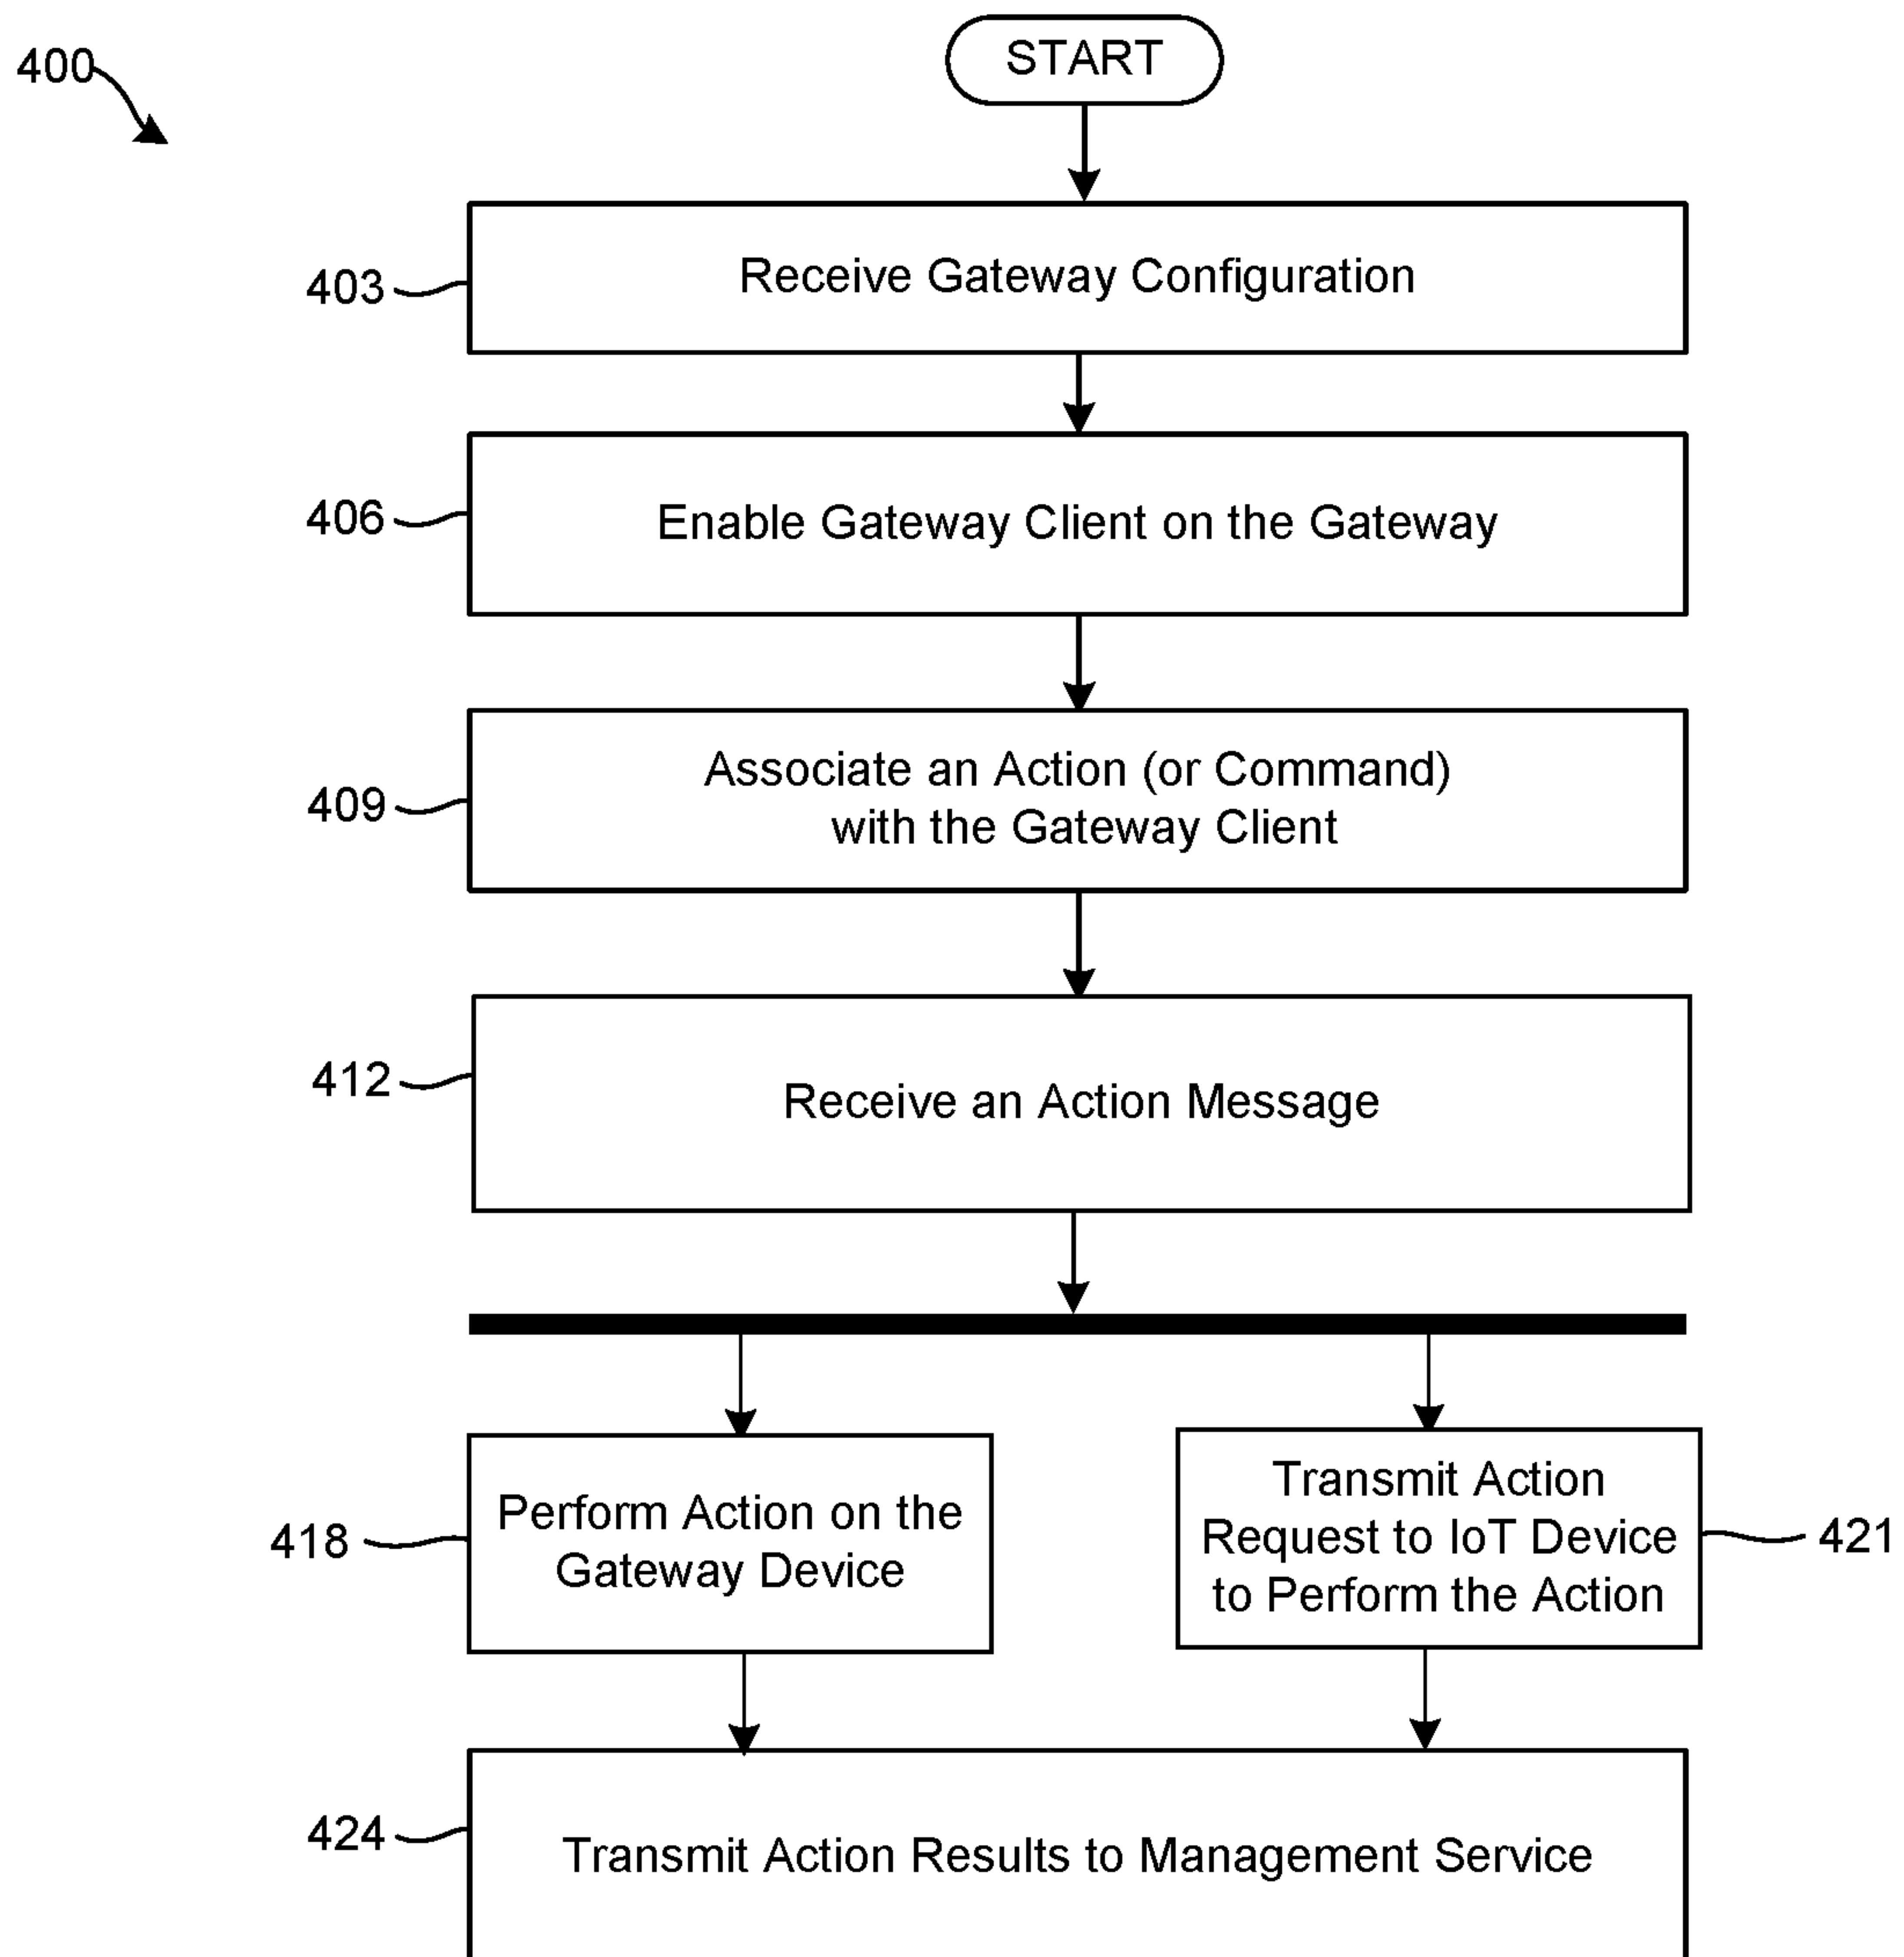 400
START
403
Receive Gateway Configuration
406
Enable Gateway Client on the Gateway
409
Associate an Action (or Command)
with the Gateway Client
412
Receive an Action Message
418
Perform Action on the
Gateway Device
Transmit Action
Request to IoT Device
to Perform the Action
421
424
Transmit Action Results to Management Service